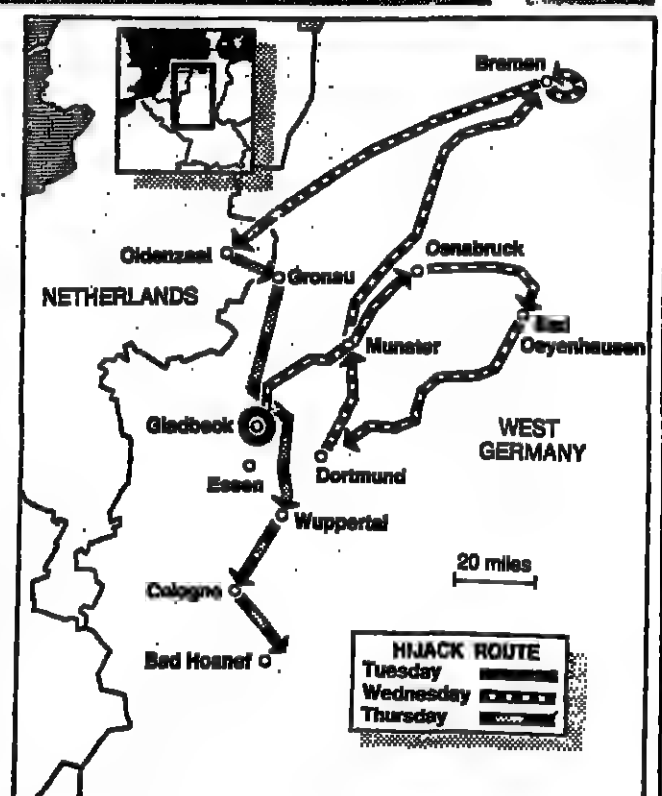 Bremen
Oldenzaal
Gronau
Osnabruck
NETHERLANDS
Munster
Bad
Oeyenhausen
Gladbeck
WEST
GERMANY
Essen
Dortmund
Wuppertal
20 miles
Cologne
Bad Honnef
HIJACK ROUTE
Tuesday
Wednesday
Thursday